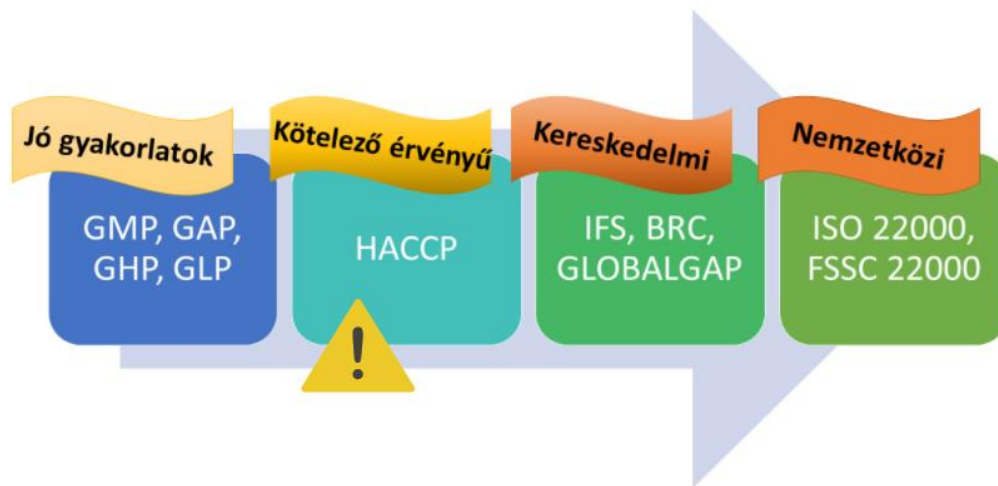 Jó gyakorlatok
GMP, GAP,
GHP, GLP
Kötelező érvényű
HACCP
!
Kereskedelmi
IFS, BRC,
GLOBALGAP
Nemzetközi
ISO 22000,
FSSC 22000